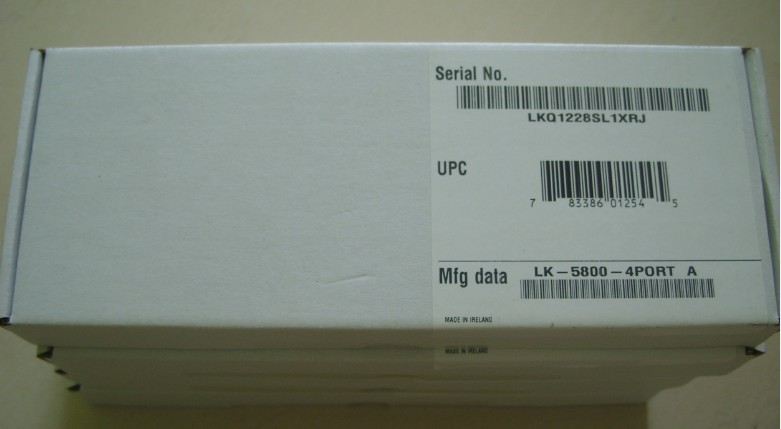 Serial No.
LKQ1228SL1XRJ
UPC
7 83386 01254 5
Mfg data LK-5800-4PORT A
MADE IN IRELAND
MADE IN IRELAND